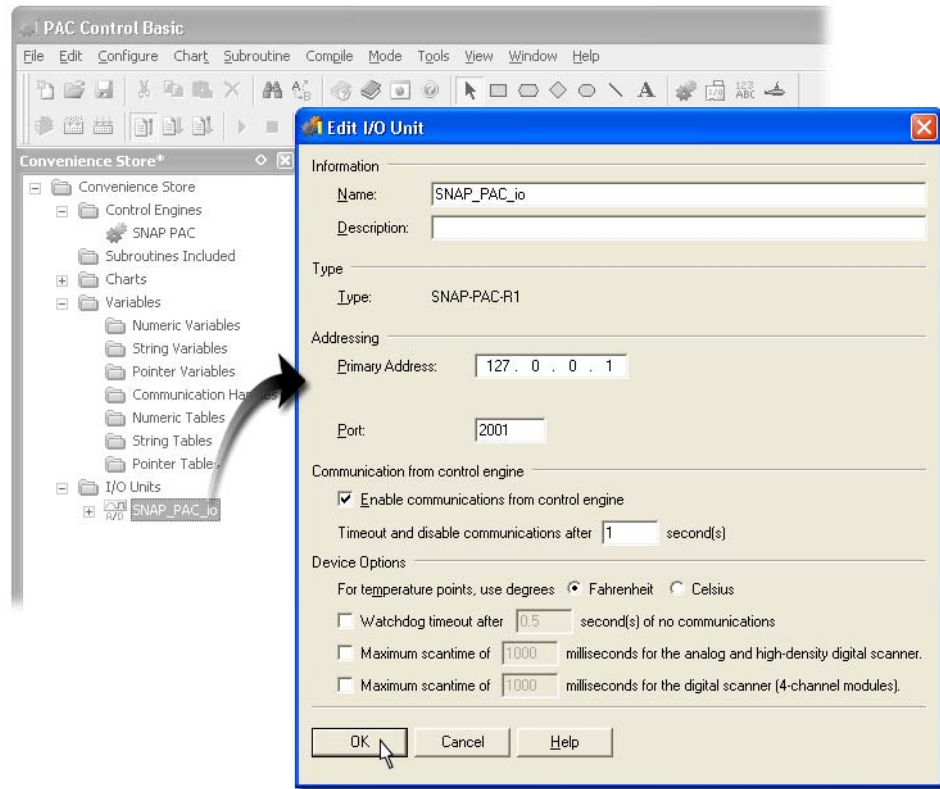 PAC Control Basic
File Edit Configure Chart Subroutine Compile Mode Tools View Window Help
A
I/O
123
ABC
Convenience Store*
Convenience Store
Control Engines
SNAP PAC
Subroutines Included
Charts
Variables
Numeric Variables
String Variables
Pointer Variables
Communication
Numeric Tables
String Tables
Pointer Tables
I/O Units
A/D SNAP_PAC_io
Edit I/O Unit
Information
Name: SNAP_PAC_io
Description:
Type
Type: SNAP-PAC-R1
Addressing
Primary Address: 127 . 0 . 0 . 1
Port: 2001
Communication from control engine
Enable communications from control engine
Timeout and disable communications after 1 second(s)
Device Options
For temperature points, use degrees Fahrenheit Celsius
Watchdog timeout after 0.5 second(s) of no communications
Maximum scantime of 1000 milliseconds for the analog and high-density digital scanner.
Maximum scantime of 1000 milliseconds for the digital scanner (4-channel modules).
OK Cancel Help